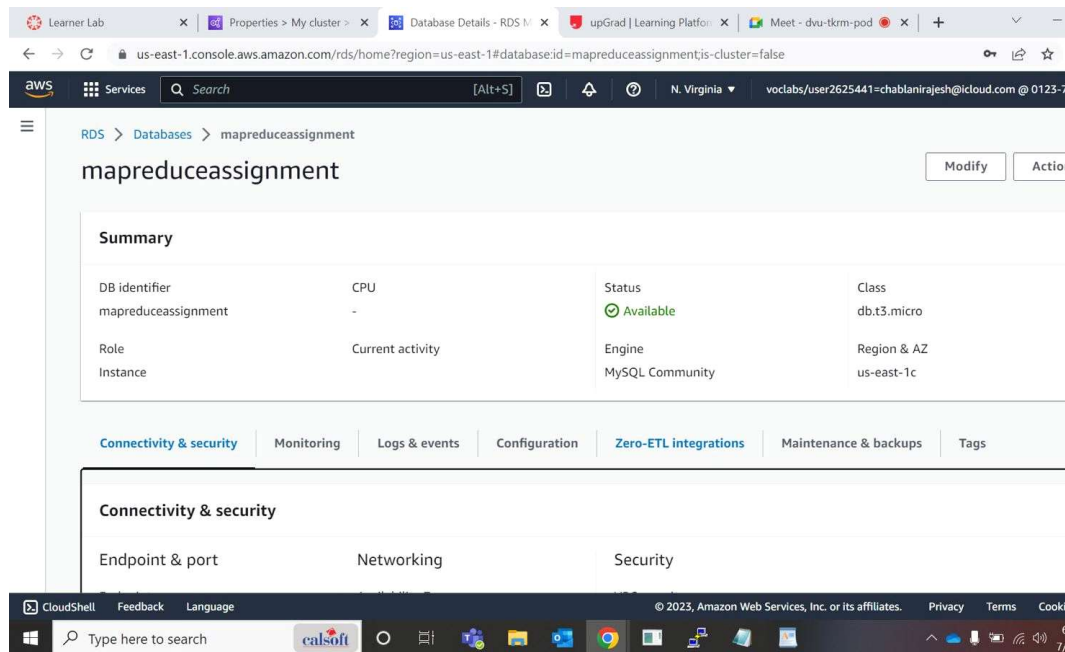 Learner Lab
Properties > My cluster >
Database Details - RDS M
upGrad | Learning Platfor
Meet - dvu-tkrm-pod
us-east-1.console.aws.amazon.com/rds/home?region=us-east-1#database:id=mapreduceassignment;is-cluster=false
aws Services Search [Alt+S] N. Virginia ▼ voclabs/user2625441=chablanirajesh@icloud.com @ 0123-7
RDS > Databases > mapreduceassignment
mapreduceassignment
Modify Actio
Summary
DB identifier CPU Status Class
mapreduceassignment - Available db.t3.micro
Role Current activity Engine Region & AZ
Instance MySQL Community us-east-1c
Connectivity & security Monitoring Logs & events Configuration Zero-ETL integrations Maintenance & backups Tags
Connectivity & security
Endpoint & port Networking Security
CloudShell Feedback Language © 2023, Amazon Web Services, Inc. or its affiliates. Privacy Terms Cooki
Type here to search calsoft